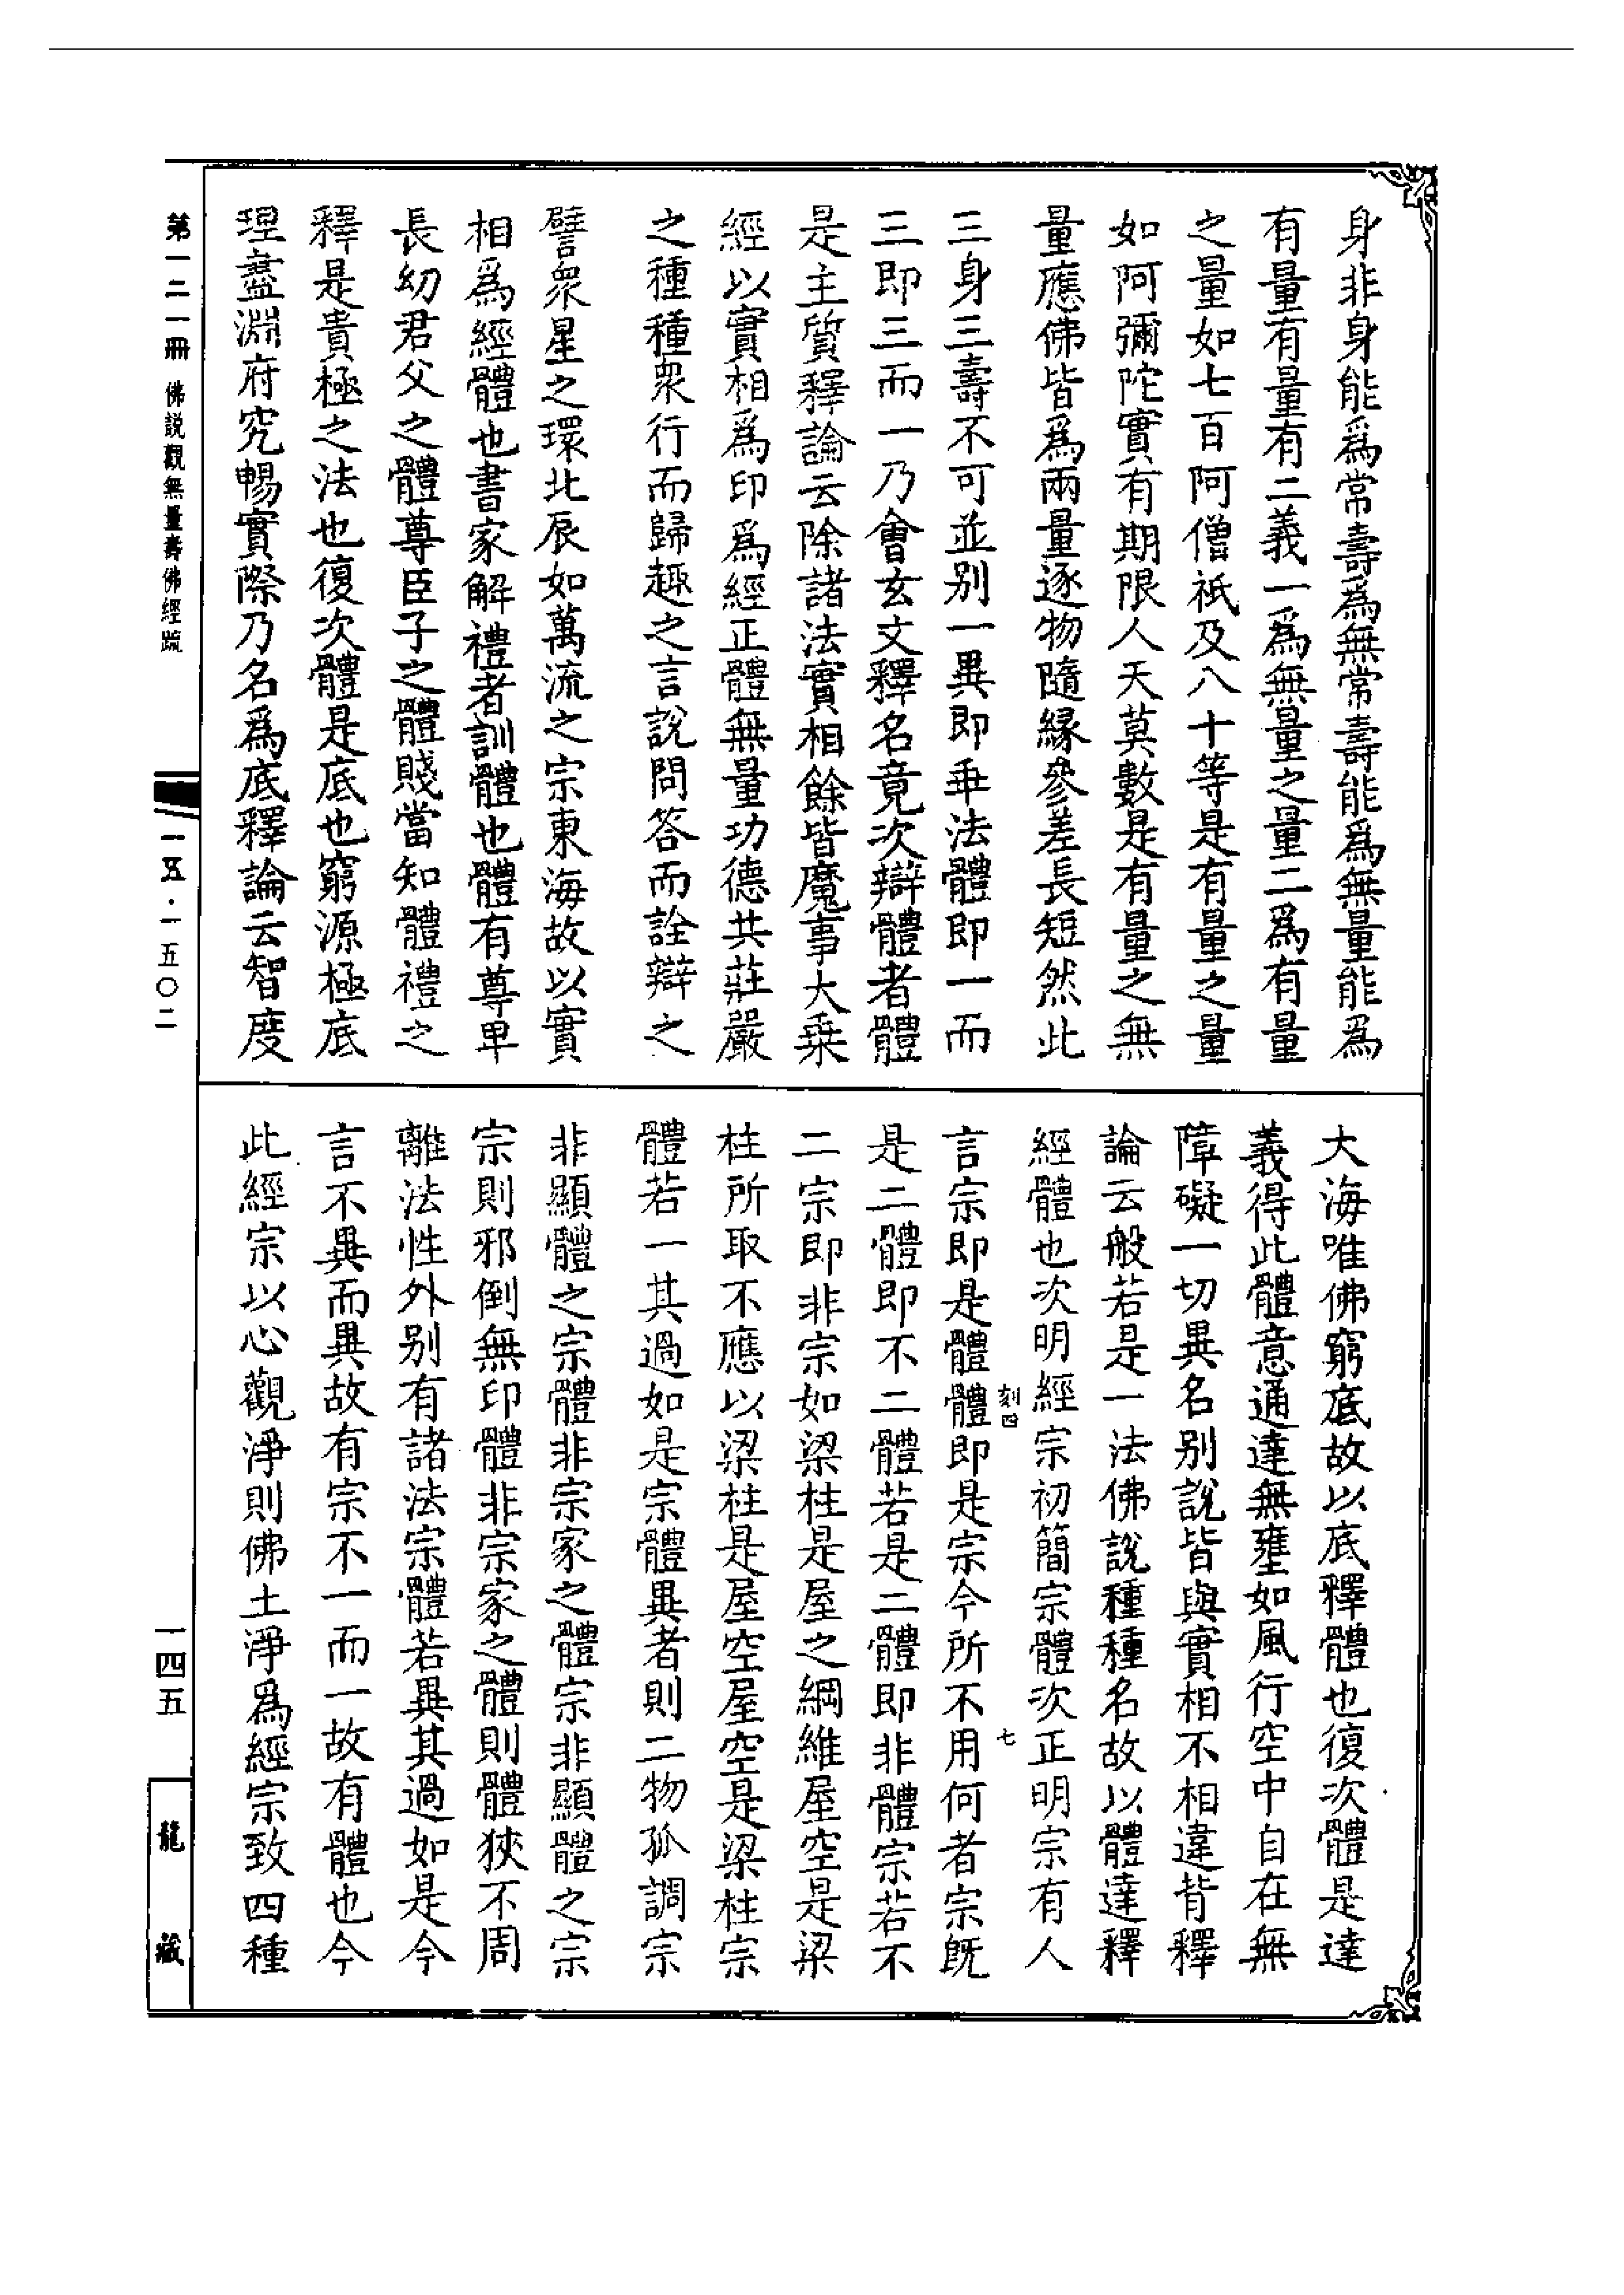 身非身能爲常壽爲無常壽能爲無量能爲
有量有量有二義一爲無量之量二爲有量
之量如七百阿僧祇及八十等是有量之量
如阿彌陀實有期限人天莫數是有量之無
量應佛皆爲兩量逐物隨緣參差長短然此
三身三壽不可並别一異即乖法體即一而
三即三而一乃會玄文釋名竟次辯體者體
是主質釋論云除諸法實相餘皆魔事大乗
經以實相爲印爲經正體無量功德共莊嚴
之種種衆行而歸趣之言說問答而詮辯之
譬衆星之環北辰如萬流之宗東海故以實
相爲經體也書家解禮者訓體也體有尊卑
長幼君父之體尊臣子之體賤當知體禮之
釋是貴極之法也復次體是底也窮源極底
理盡淵府究暢實際乃名爲底釋論云智度
大海唯佛窮底故以底釋體也復次體是達
義得此體意通達無壅如風行空中自在無
障礙一切異名别說皆與實相不相違背釋
論云般若是一法佛說種種名故以體達釋
經體也次明經宗初簡宗體次正明宗有人
刻四 七
言宗即是體體即是宗今所不用何者宗既
是二體即不二體若是二體即非體宗若不
二宗即非宗如梁柱是屋之綱維屋空是梁
柱所取不應以梁柱是屋空屋空是梁柱宗
體若一其過如是宗體異者則二物孤調宗
非顯體之宗體非宗家之體宗非顯體之宗
宗則邪倒無印體非宗家之體則體狹不周
離法性外别有諸法宗體若異其過如是今
言不異而異故有宗不一而一故有體也今
此經宗以心觀淨則佛土淨爲經宗致四種
第一二一冊 佛説觀無量壽佛經疏
一五·一五〇二
一四五
龍藏